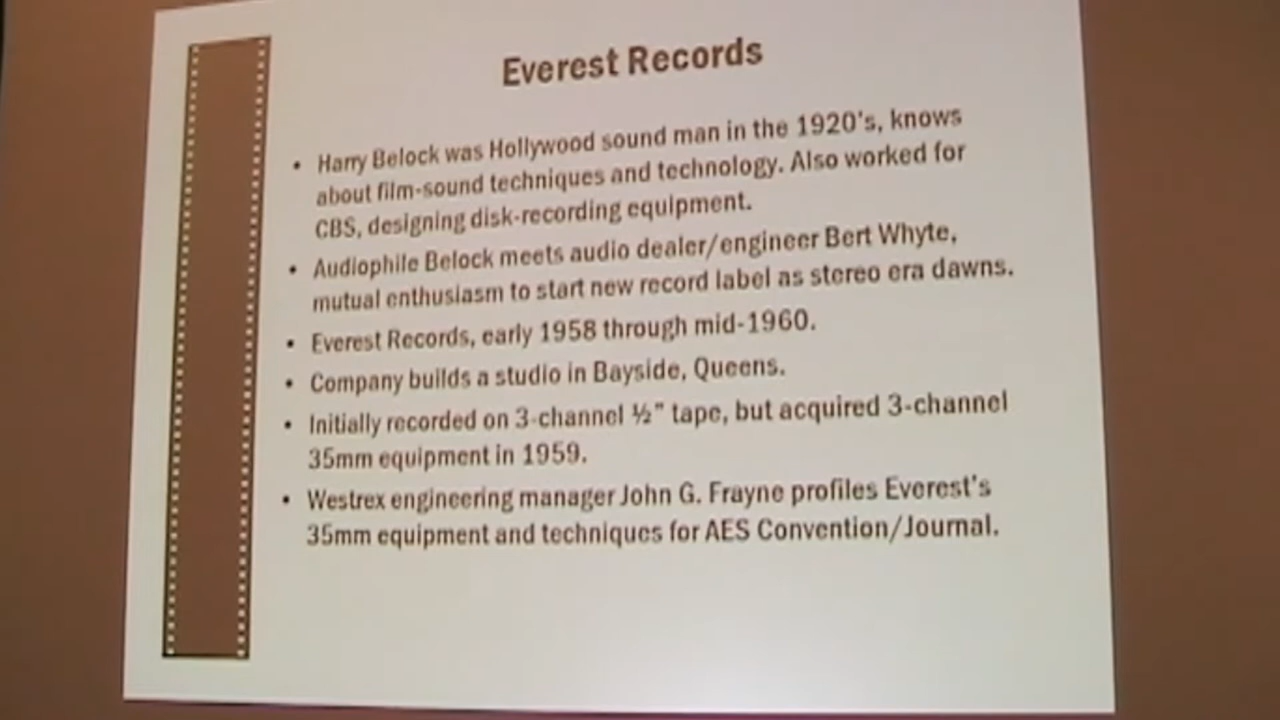 Everest Records
• Harry Belock was Hollywood sound man in the 1920's, knows
about film-sound techniques and technology. Also worked for
CBS, designing disk-recording equipment.
• Audiophile Belock meets audio dealer/engineer Bert Whyte,
mutual enthusiasm to start new record label as stereo era dawns.
• Everest Records, early 1958 through mid-1960.
• Company builds a studio in Bayside, Queens.
• Initially recorded on 3-channel ½” tape, but acquired 3-channel
35mm equipment in 1959.
• Westrex engineering manager John G. Frayne profiles Everest's
35mm equipment and techniques for AES Convention/Journal.